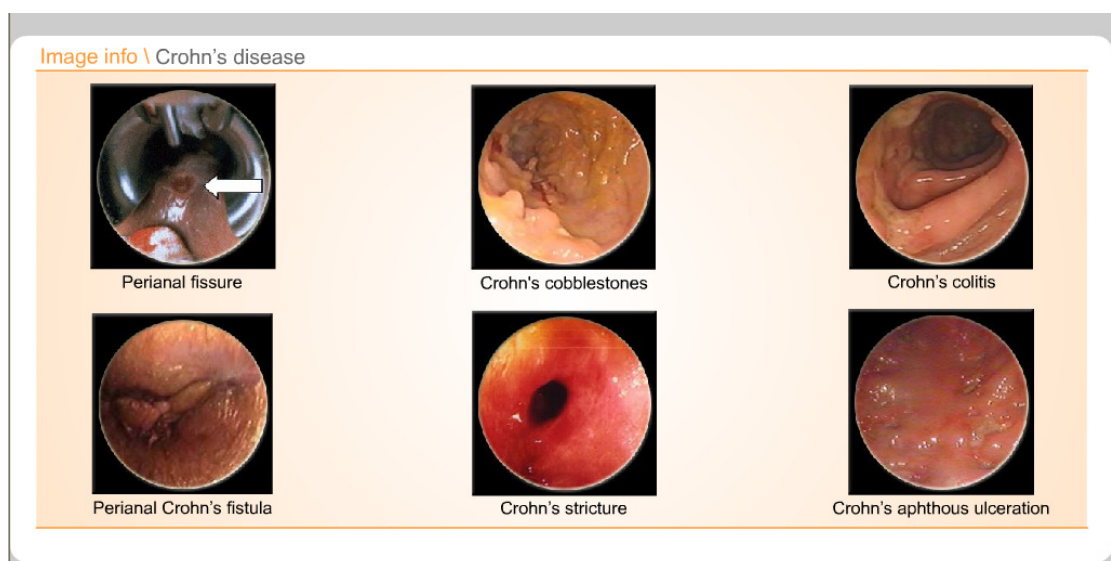 Image info \ Crohn's disease
Perianal fissure
Crohn's cobblestones
Crohn's colitis
Perianal Crohn's fistula
Crohn's stricture
Crohn's aphthous ulceration